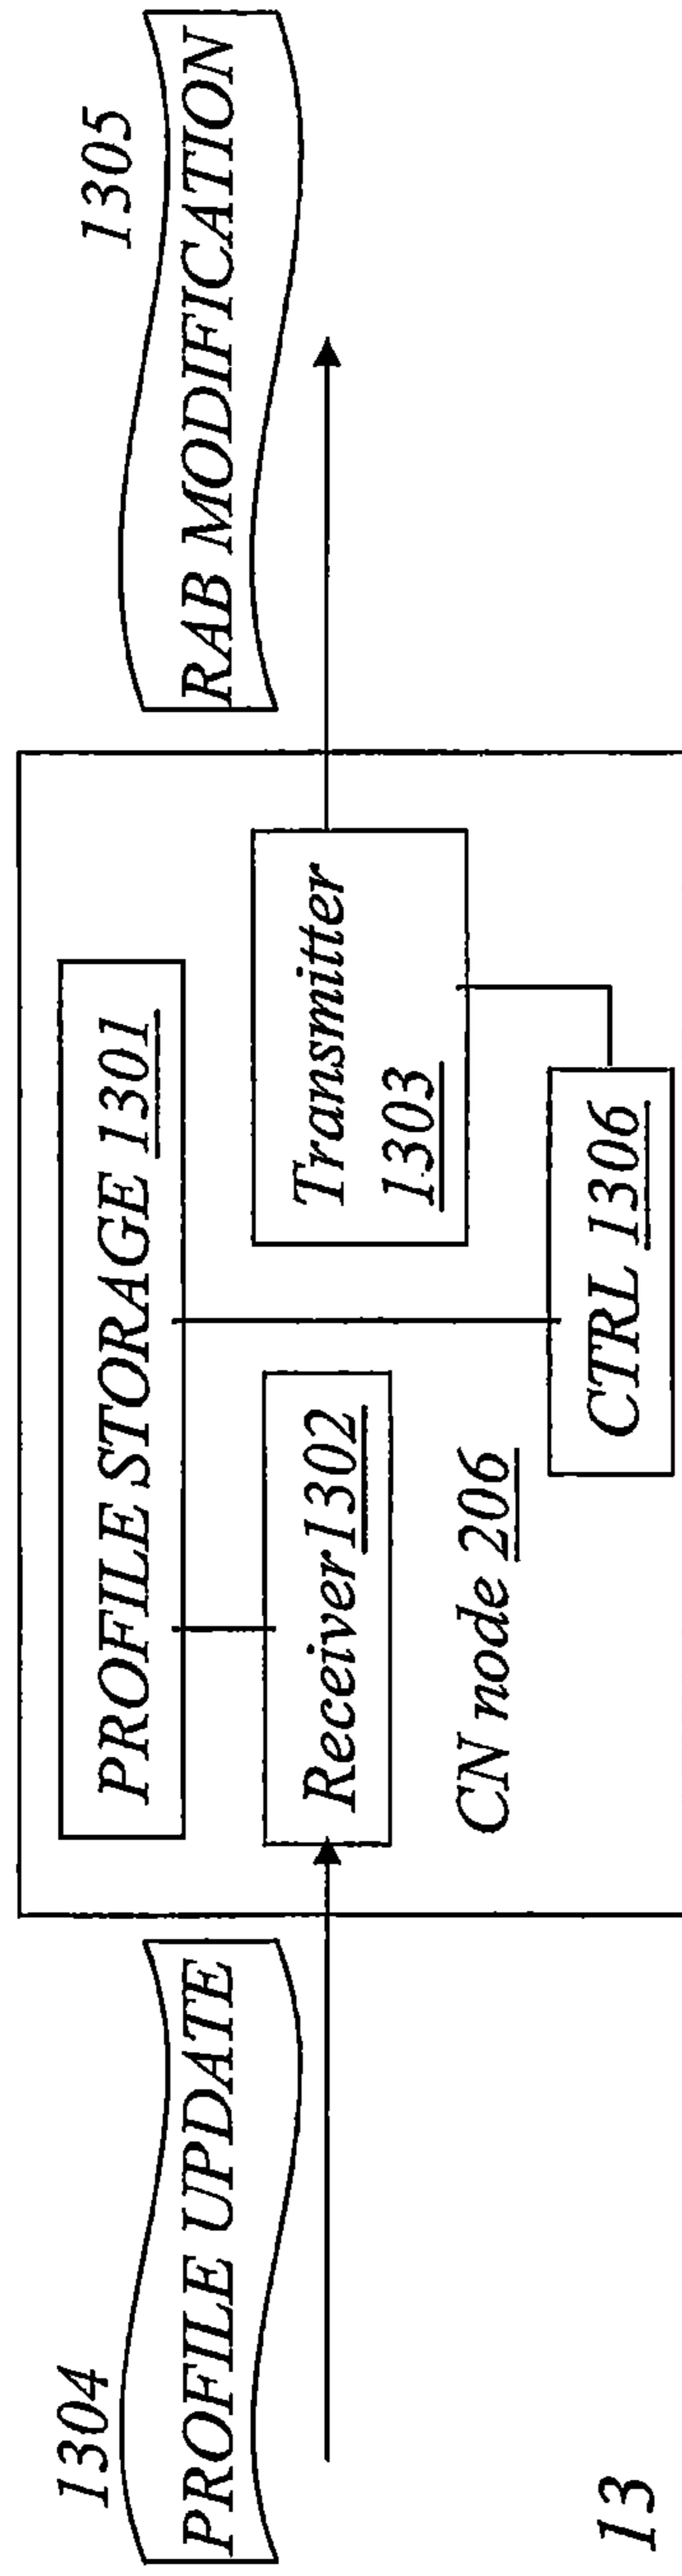 1304
PROFILE UPDATE
PROFILE STORAGE 1301
Receiver 1302
Transmitter
1303
CN node 206
CTRL 1306
1305
RAB MODIFICATION
13